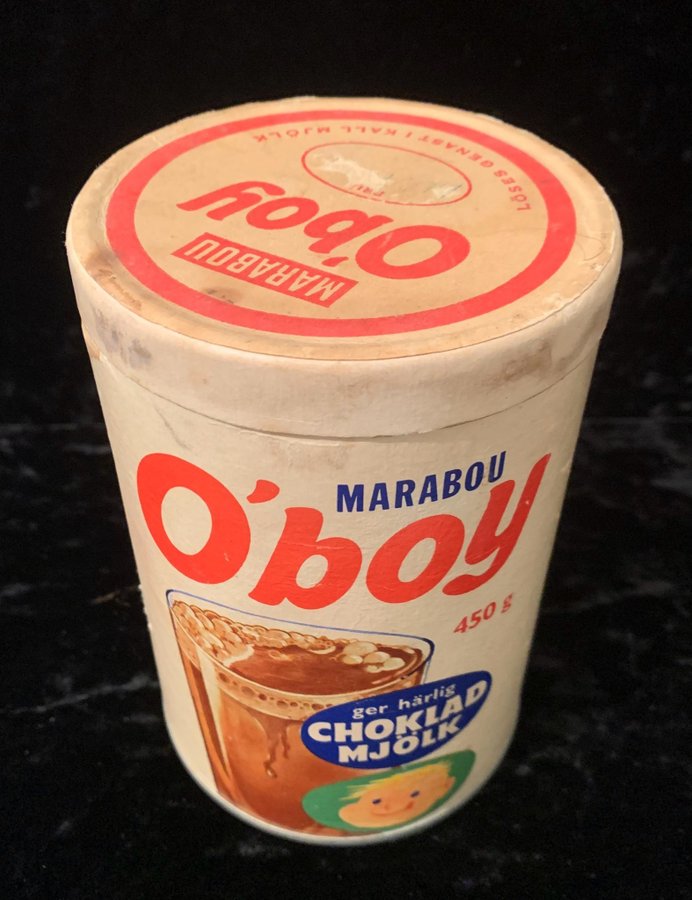 LÖSES GENAST I KALL MJÖLK
O'boy
MARABOU
MARABOU
O'boy
450 g
ger härlig
CHOKLAD
MJÖLK